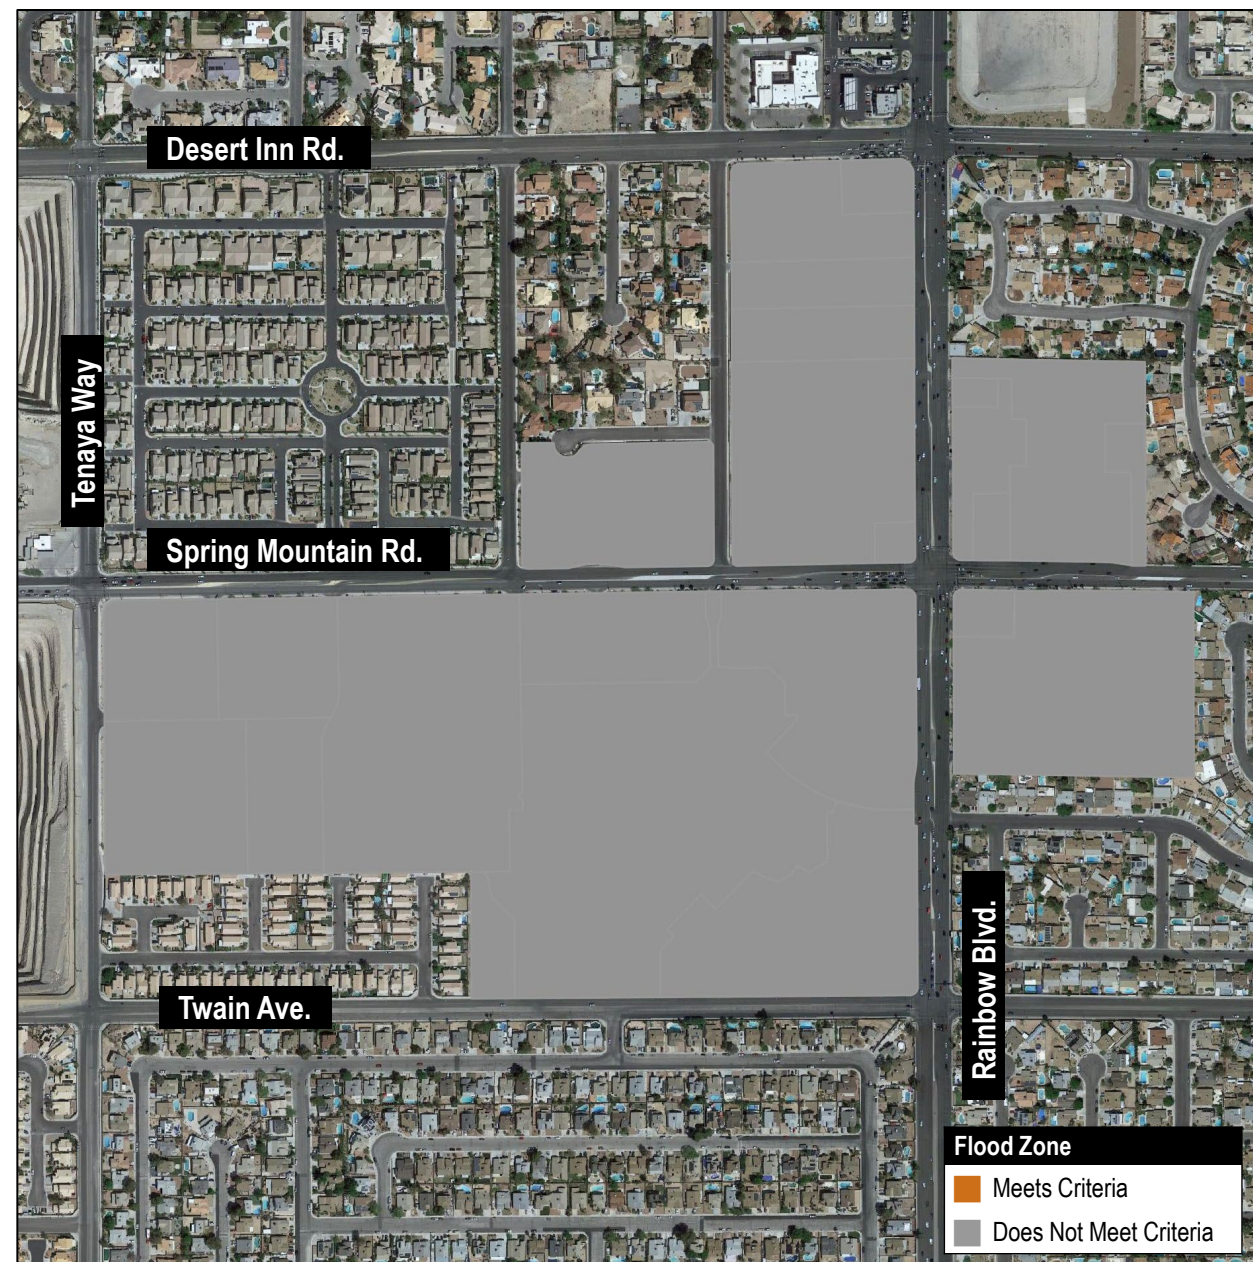 Desert Inn Rd.
Tenaya Way
Spring Mountain Rd.
Twain Ave.
Rainbow Blvd.
Flood Zone
Meets Criteria
Does Not Meet Criteria